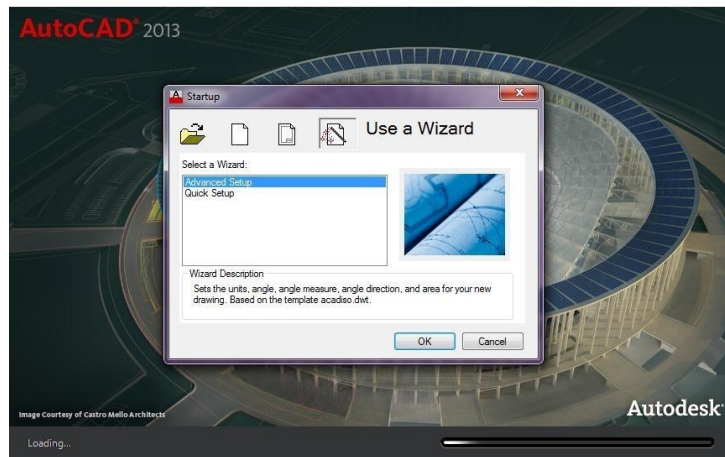 AutoCAD® 2013
Startup
Use a Wizard
Select a Wizard:
Advanced Setup
Quick Setup
Wizard Description
Sets the units, angle, angle measure, angle direction, and area for your new
drawing. Based on the template acadiso.dwt.
OK Cancel
Image Courtesy of Castro Mello Architects
Autodesk
Loading...